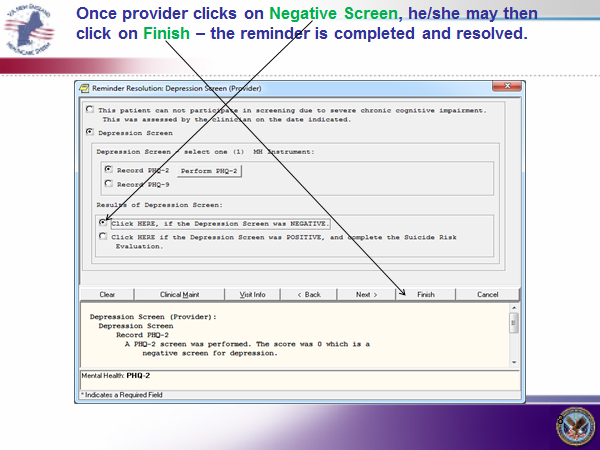 Once provider clicks on Negative Screen, he/she may then
click on Finish – the reminder is completed and resolved.
VA NEW ENGLAND
HEALTHCARE SYSTEM
Reminder Resolution: Depression Screen (Provider)
This patient can not participate in screening due to severe chronic cognitive impairment.
This was assessed by the clinician on the date indicated.
Depression Screen
Depression Screen - select one (1) MH Instrument:
Record PHQ-2 Perform PHQ-2
Record PHQ-9
Results of Depression Screen:
Click HERE, if the Depression Screen was NEGATIVE.
Click HERE if the Depression Screen was POSITIVE, and complete the Suicide Risk
Evaluation.
Clear Clinical Maint Visit Info < Back Next > Finish Cancel
Depression Screen (Provider):
Depression Screen
Record PHQ-2
A PHQ-2 screen was performed. The score was 0 which is a
negative screen for depression.
Mental Health: PHQ-2
* Indicates a Required Field